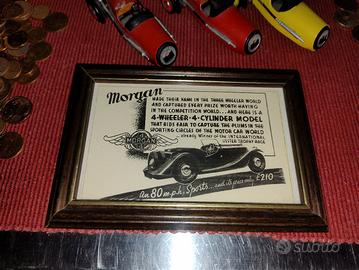 Morgan
MADE THEIR NAME IN THE THREE WHEELER WORLD
AND CAPTURED EVERY PRIZE WORTH HAVING
IN THE COMPETITION WORLD... AND HERE IS A
4-WHEELER·4-CYLINDER MODEL
THAT BIDS FAIR TO CAPTURE THE PLUMS IN THE
SPORTING CIRCLES OF THE MOTOR CAR WORLD
already Winner of the INTERNATIONAL
ULSTER TROPHY RACE
MORGAN
An 80 m.p.h. Sports... and its price only £210
subito